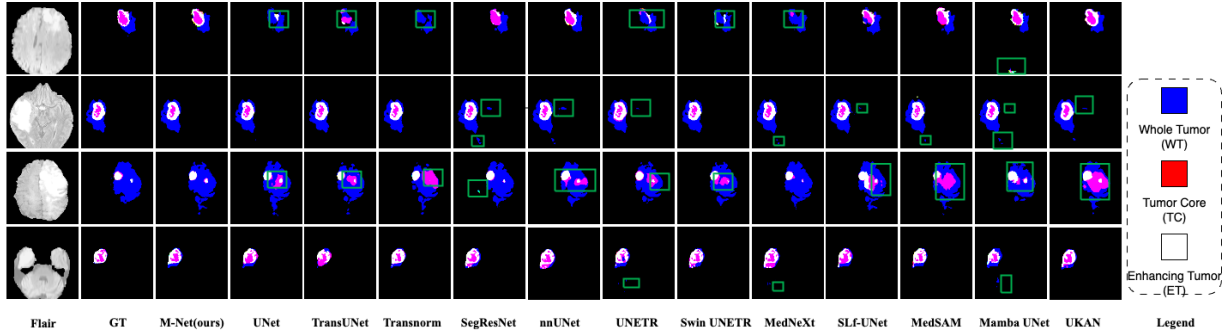 Whole Tumor
(WT)
Tumor Core
(TC)
Enhancing Tumor
(ET)
Flair GT M-Net(ours) UNet TransUNet Transnorm SegResNet nnUNet UNETR Swin UNETR MedNeXt SLf-UNet MedSAM Mamba UNet UKAN Legend